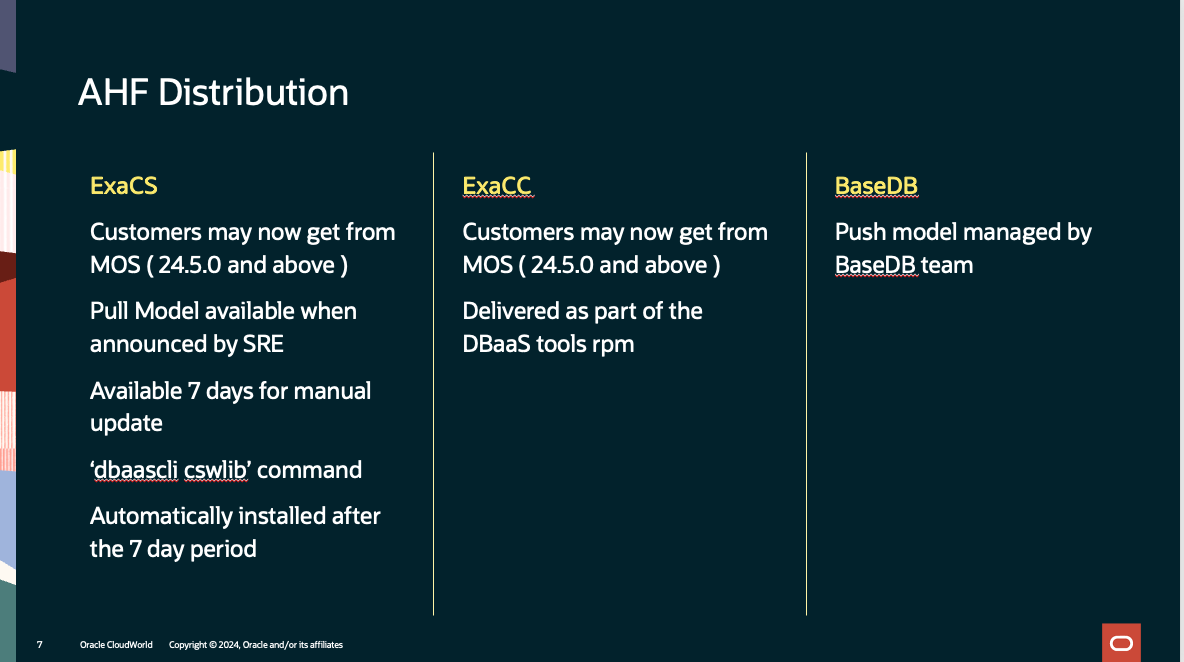 AHF Distribution
ExaCS
Customers may now get from
MOS ( 24.5.0 and above )
Pull Model available when
announced by SRE
Available 7 days for manual
update
‘dbaascli cswlib’ command
Automatically installed after
the 7 day period
ExaCC
Customers may now get from
MOS ( 24.5.0 and above )
Delivered as part of the
DBaaS tools rpm
BaseDB
Push model managed by
BaseDB team
7 Oracle CloudWorld Copyright © 2024, Oracle and/or its affiliates